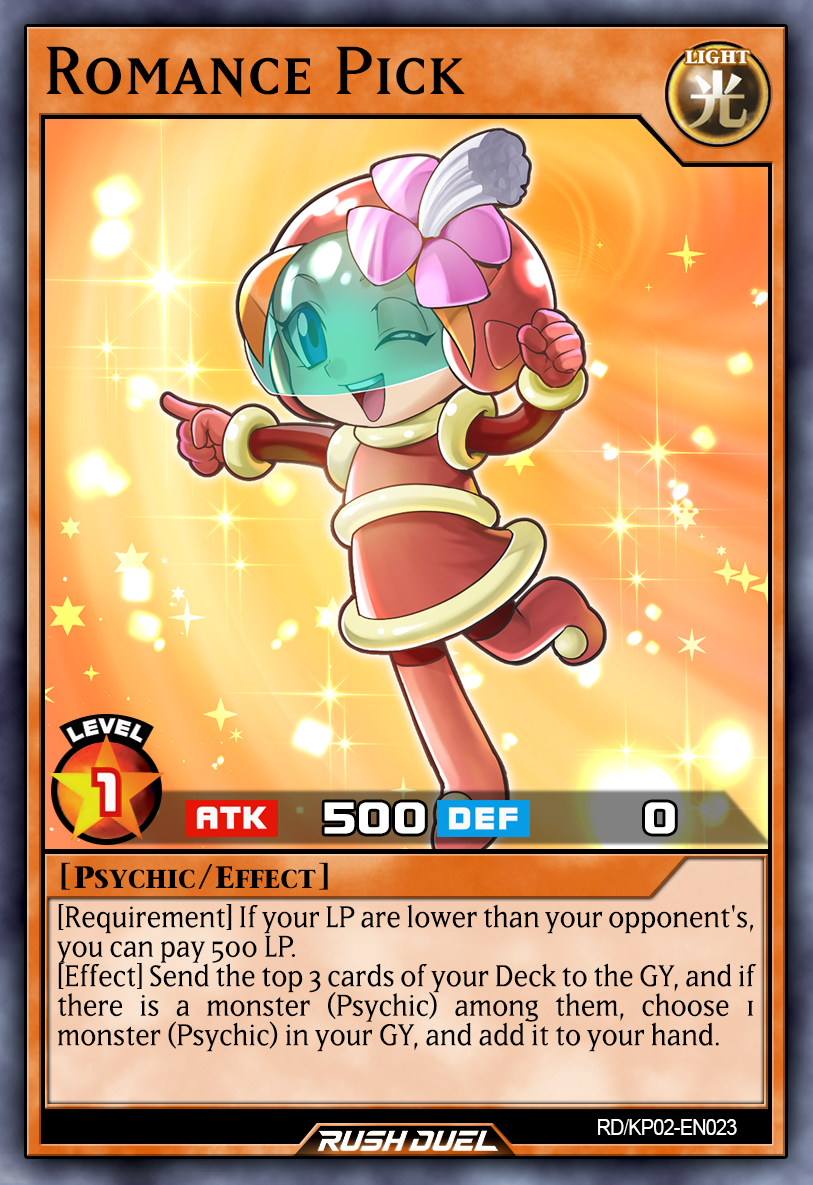 Romance Pick
LIGHT
光
LEVEL
1
ATK 500 DEF 0
[Psychic/Effect]
[Requirement] If your LP are lower than your opponent's,
you can pay 500 LP.
[Effect] Send the top 3 cards of your Deck to the GY, and if
there is a monster (Psychic) among them, choose 1
monster (Psychic) in your GY, and add it to your hand.
RD/KP02-EN023
RUSH DUEL